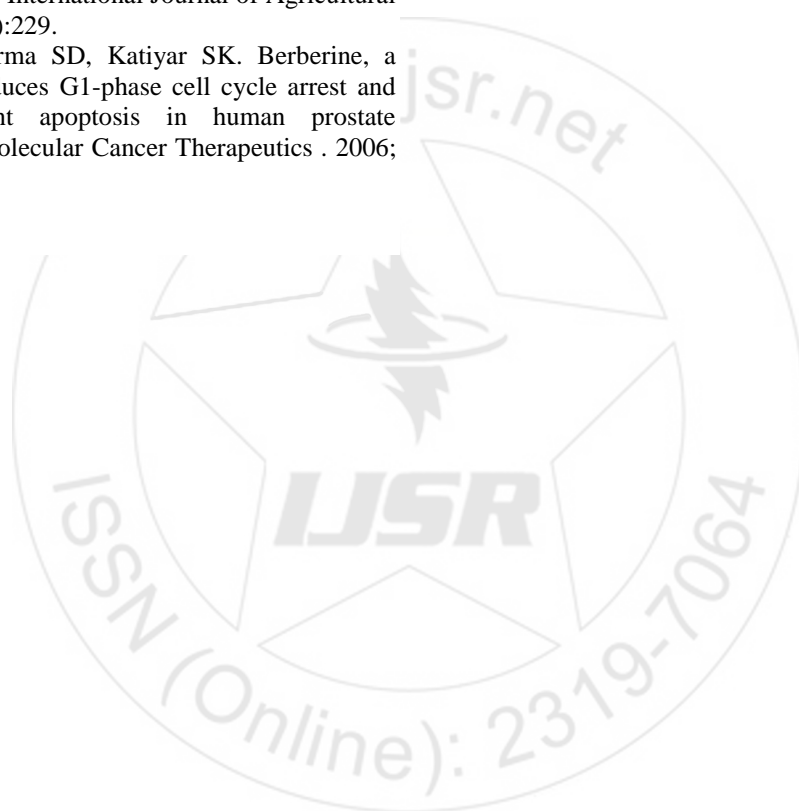 International Journal of Agricultural
):229.
rma SD, Katiyar SK. Berberine, a
uces G1-phase cell cycle arrest and
nt apoptosis in human prostate
olecular Cancer Therapeutics . 2006;
jsr.net
IJSR
ISSN (Online): 2319-7064